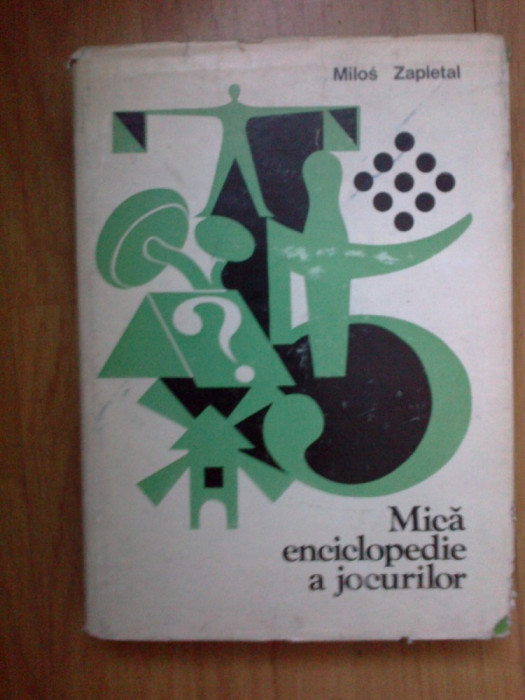 Miloš Zapletal
?
Mică
enciclopedie
a jocurilor